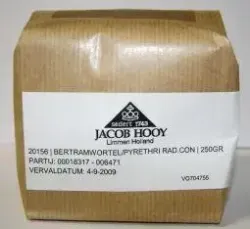 SEDERT 1743
JACOB HOOY
Limmen Holland
20156 | BERTRAMWORTEL/PYRETHRI RAD.CON | 250GR
PARTIJ: 00018317 - 006471
VERVALDATUM: 4-9-2009
VG704756